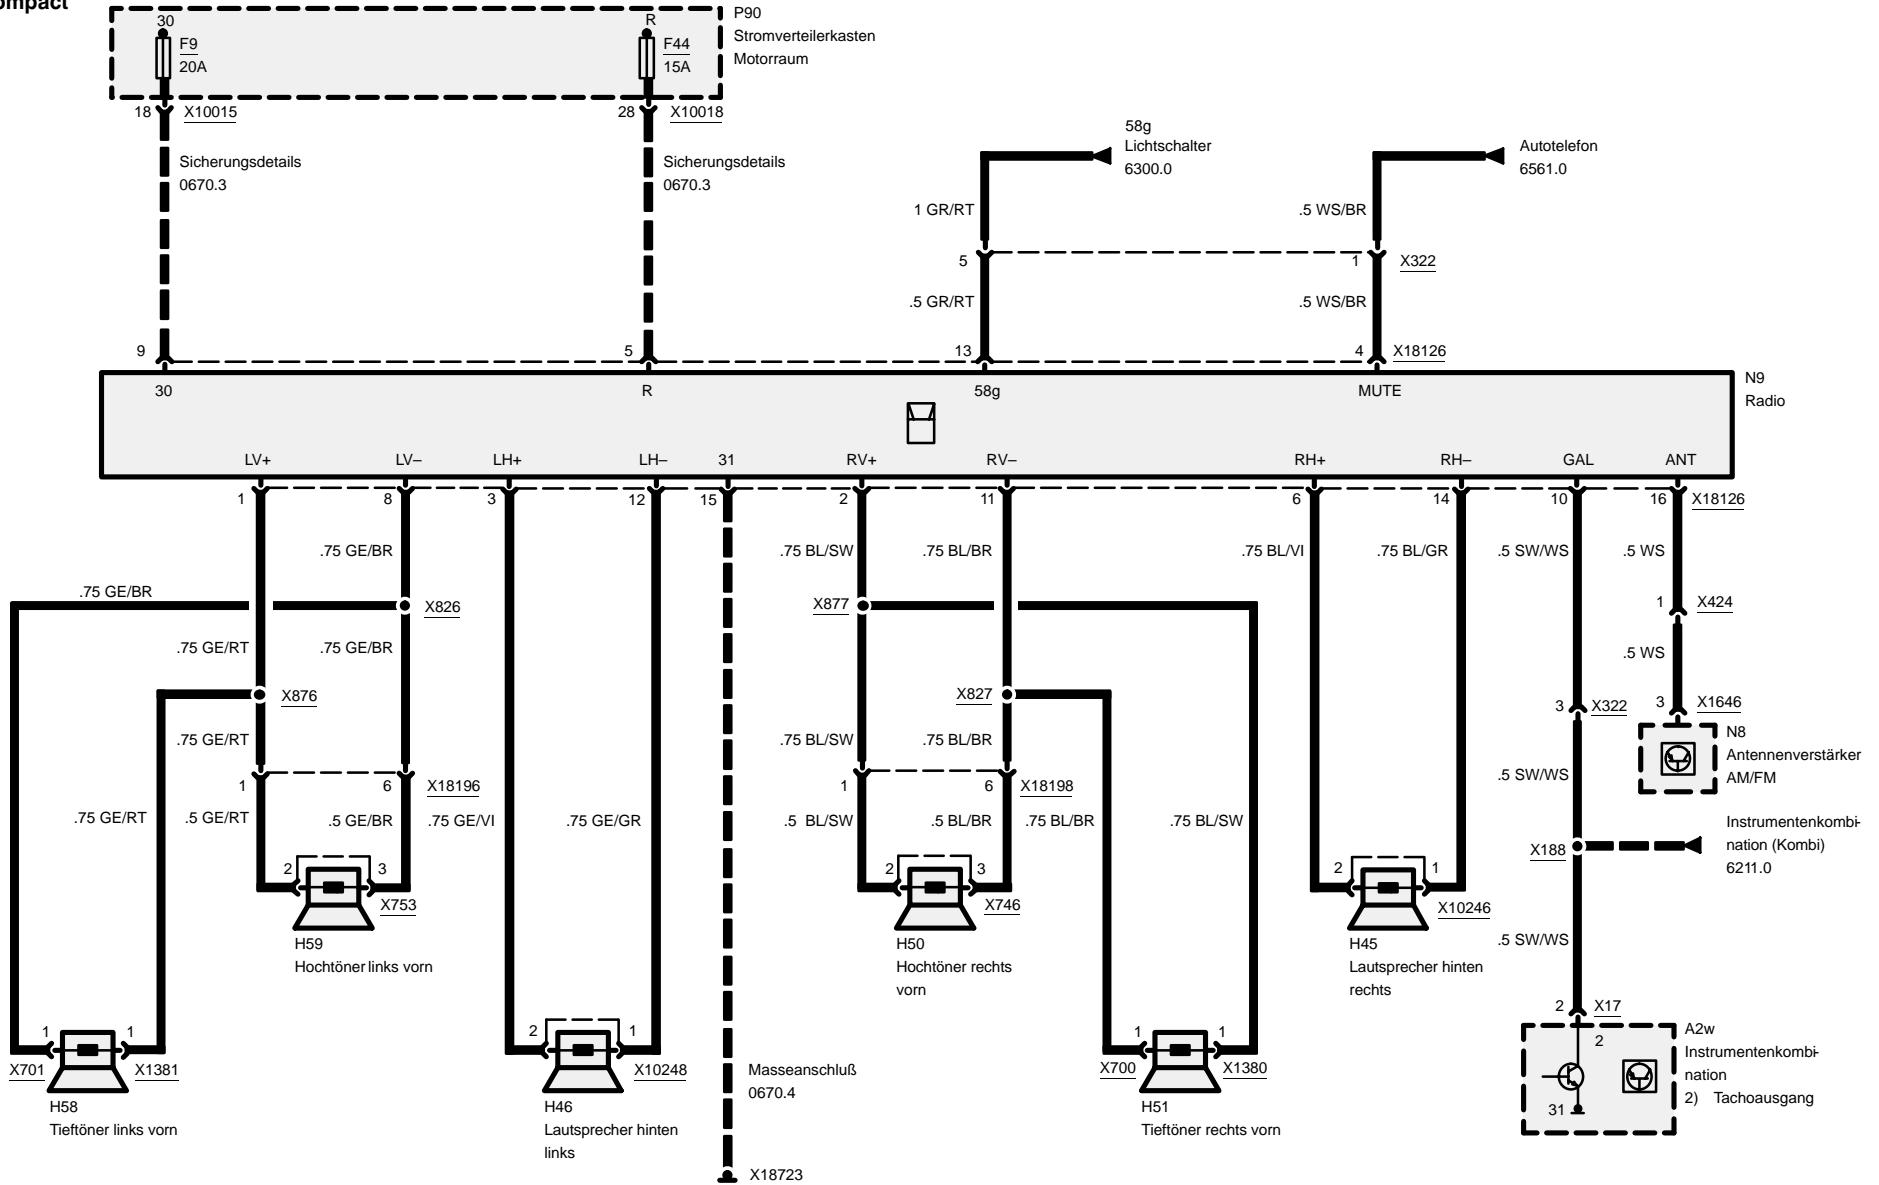 ompact
P90
Stromverteilerkasten
Motorraum
30
F9
20A
R
F44
15A
18 X10015
28 X10018
Sicherungsdetails
0670.3
Sicherungsdetails
0670.3
58g
Lichtschalter
6300.0
Autotelefon
6561.0
1 GR/RT
.5 WS/BR
5
1 X322
.5 GR/RT
.5 WS/BR
9
5
13
4 X18126
30
R
58g
MUTE
N9
Radio
LV+
LV–
LH+
LH–
31
RV+
RV–
RH+
RH–
GAL
ANT
1
8
3
12
15
2
11
6
14
10
16 X18126
.75 GE/BR
.75 BL/SW
.75 BL/BR
.75 BL/VI
.75 BL/GR
.5 SW/WS
.5 WS
.75 GE/BR
X826
X877
1 X424
.75 GE/RT
.75 GE/BR
.5 WS
X876
X827
3 X322
3 X1646
N8
Antennenverstärker
AM/FM
.75 GE/RT
.75 BL/SW
.75 BL/BR
.5 SW/WS
1
6 X18196
1
6 X18198
.75 GE/RT
.5 GE/RT
.5 GE/BR
.75 GE/VI
.75 GE/GR
.5 BL/SW
.5 BL/BR
.75 BL/BR
.75 BL/SW
X188
Instrumentenkombi-
nation (Kombi)
6211.0
2
3
X753
H59
Hochtöner links vorn
2
3
X746
H50
Hochtöner rechts
vorn
2
1
X10246
H45
Lautsprecher hinten
rechts
.5 SW/WS
2 X17
1
1
X701
X1381
H58
Tieftöner links vorn
2
1
X10248
H46
Lautsprecher hinten
links
Masseanschluß
0670.4
X18723
1
1
X700
X1380
H51
Tieftöner rechts vorn
2
31
A2w
Instrumentenkombi-
nation
2) Tachoausgang